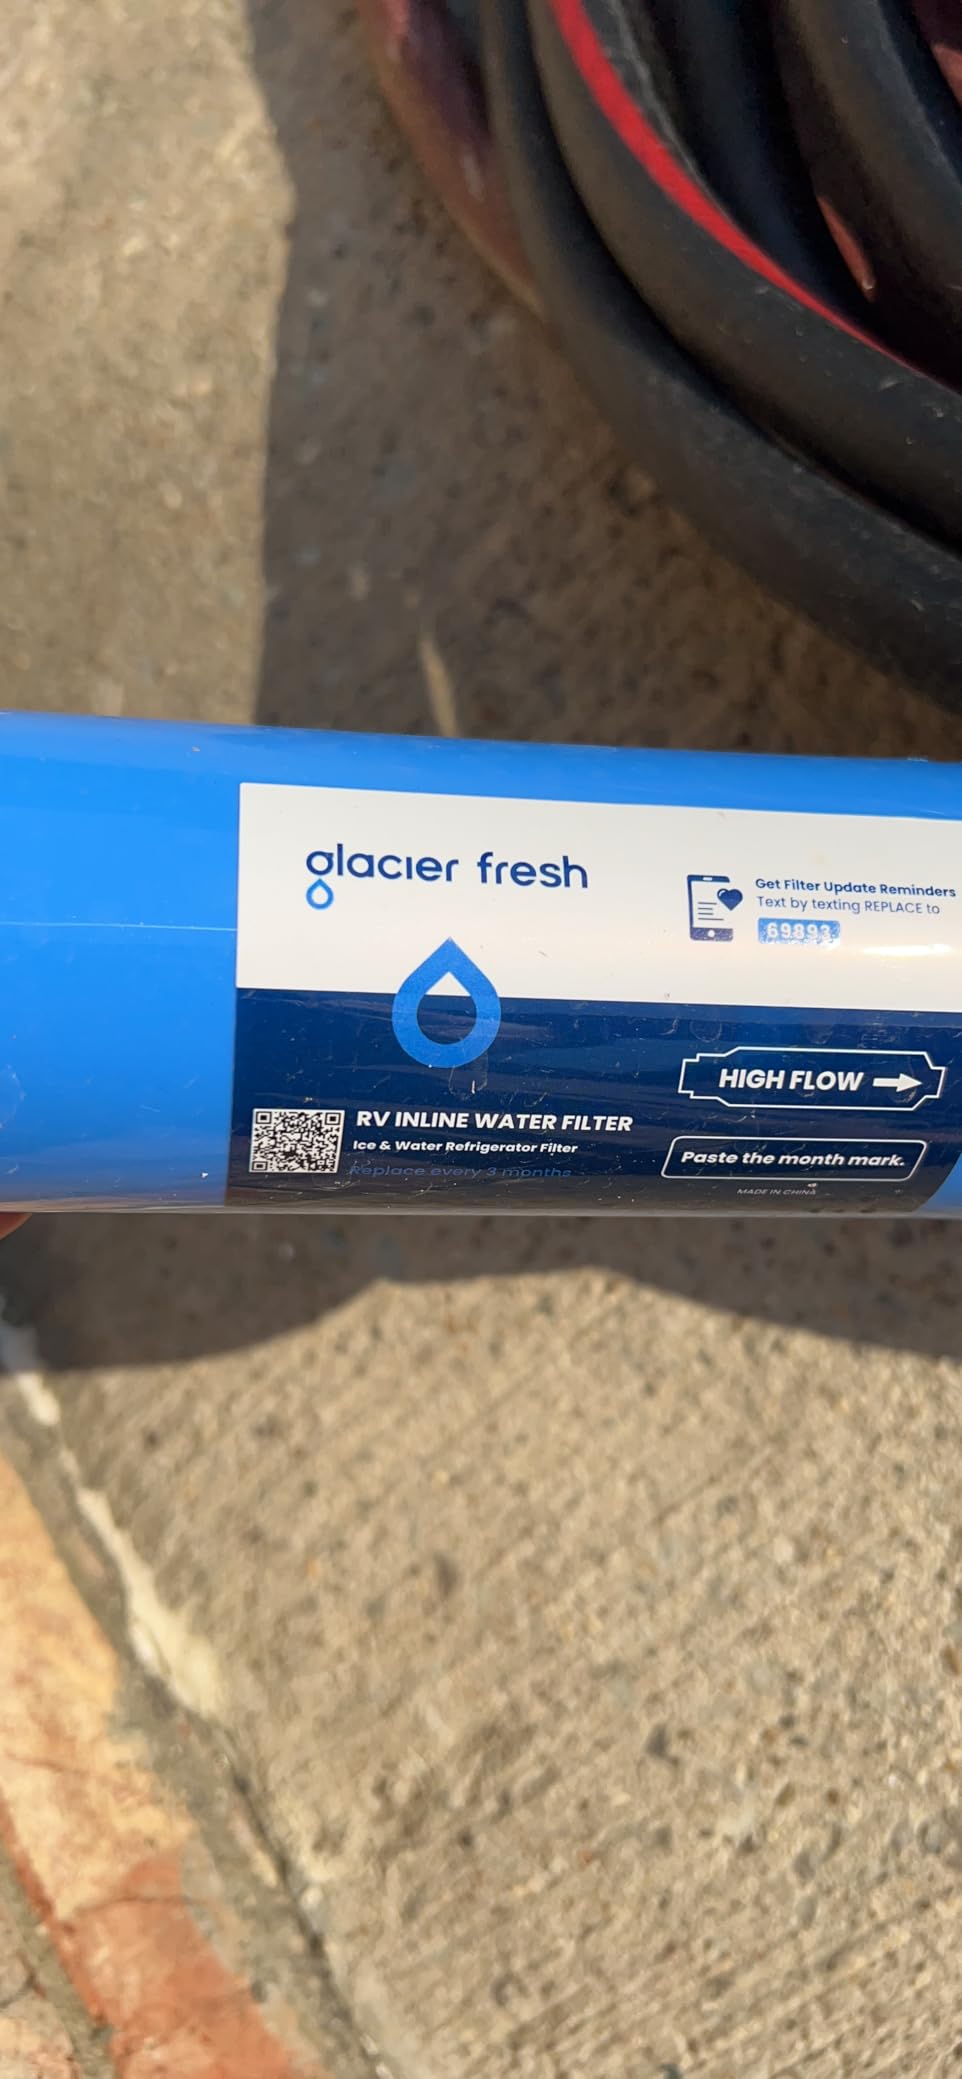 glacier fresh
Get Filter Update Reminders
Text by texting REPLACE to
69893
HIGH FLOW
RV INLINE WATER FILTER
Ice & Water Refrigerator Filter
Replace every 3 months
Paste the month mark.
MADE IN CHINA